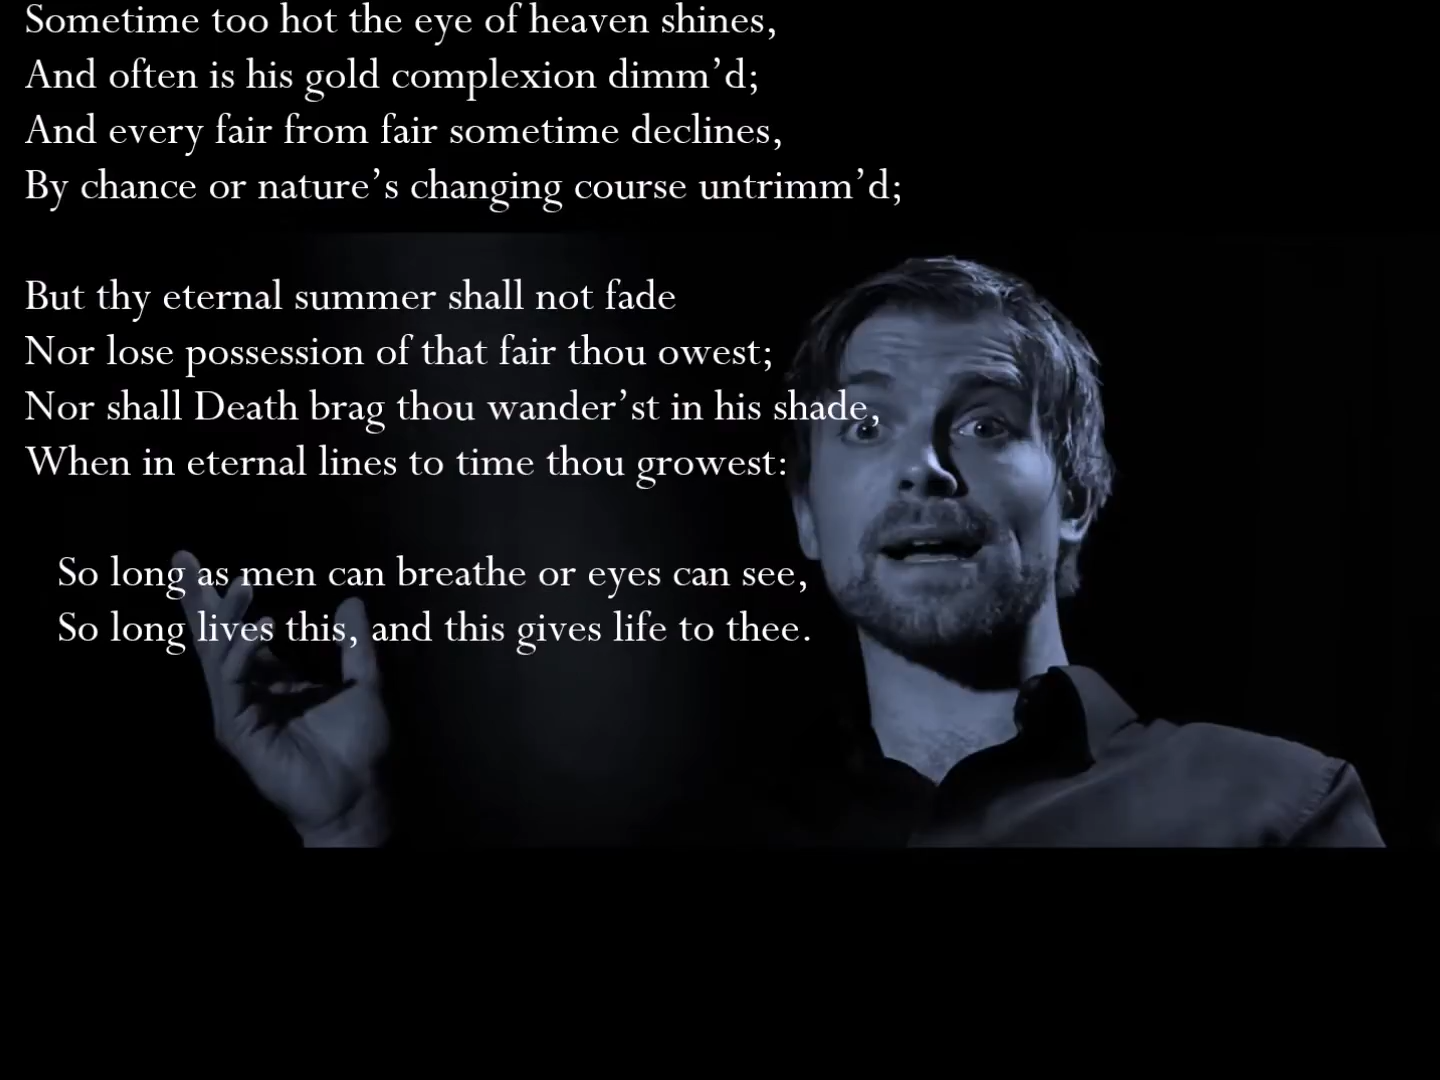 Sometime too hot the eye of heaven shines,
And often is his gold complexion dimm’d;
And every fair from fair sometime declines,
By chance or nature’s changing course untrimm’d;
But thy eternal summer shall not fade
Nor lose possession of that fair thou owest;
Nor shall Death brag thou wander’st in his shade,
When in eternal lines to time thou growest:
So long as men can breathe or eyes can see,
So long lives this, and this gives life to thee.